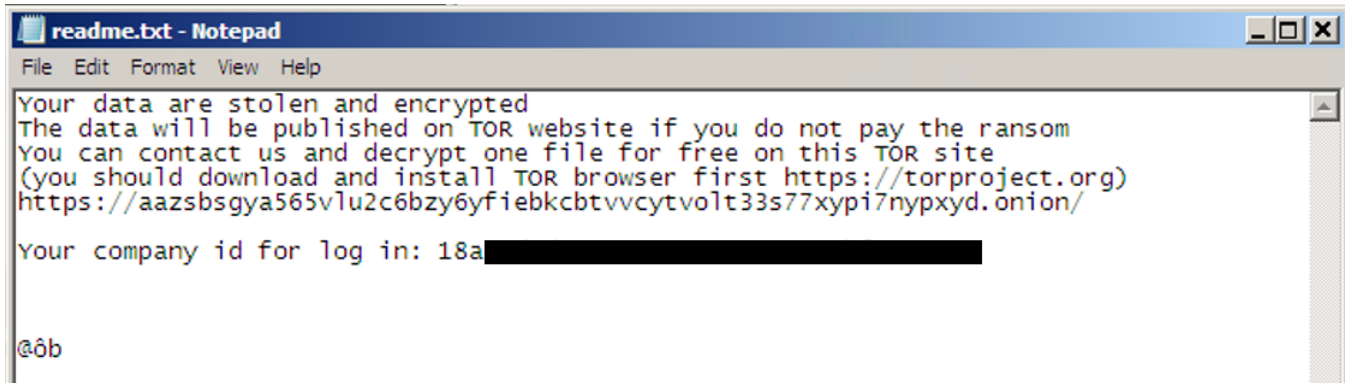 readme.txt - Notepad
File Edit Format View Help
Your data are stolen and encrypted
The data will be published on TOR website if you do not pay the ransom
You can contact us and decrypt one file for free on this TOR site
(you should download and install TOR browser first https://torproject.org)
https://aazsbsgya565vlu2c6bzy6yfiebkcbtvvcytvolt33s77xypi7nypxyd.onion/
Your company id for log in: 18a
@ôb